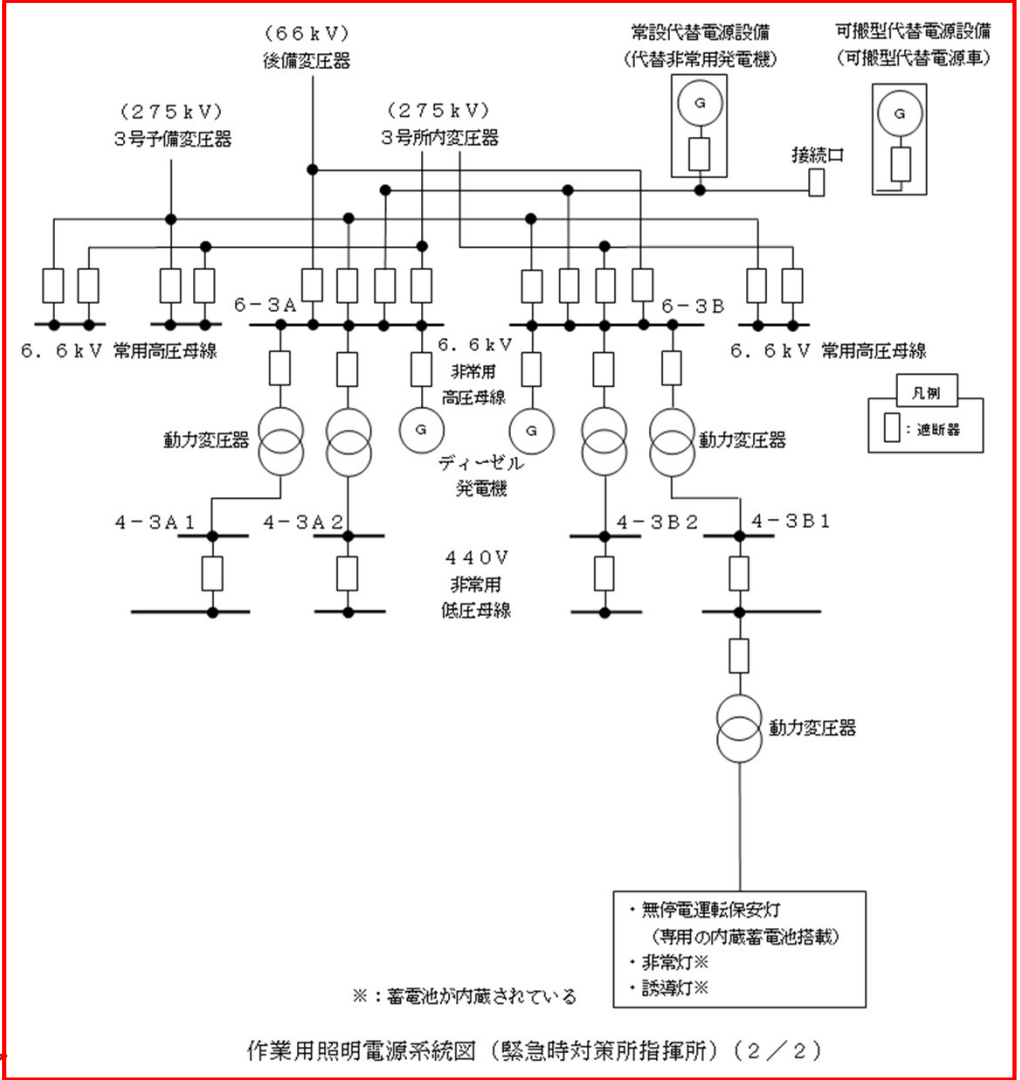 (66kV)
後備変圧器
常設代替電源設備
(代替非常用発電機)
可搬型代替電源設備
(可搬型代替電源車)
(275kV)
3号予備変圧器
(275kV)
3号所内変圧器
G
G
接続口
6-3A
6-3B
6.6kV 常用高圧母線
6.6kV
非常用
高圧母線
6.6kV 常用高圧母線
凡例
:遮断器
動力変圧器
G
G
動力変圧器
ディーゼル
発電機
4-3A1
4-3A2
4-3B2
4-3B1
440V
非常用
低圧母線
動力変圧器
・無停電運転保安灯
(専用の内蔵蓄電池搭載)
・非常灯※
・誘導灯※
※:蓄電池が内蔵されている
作業用照明電源系統図(緊急時対策所指揮所)(2/2)